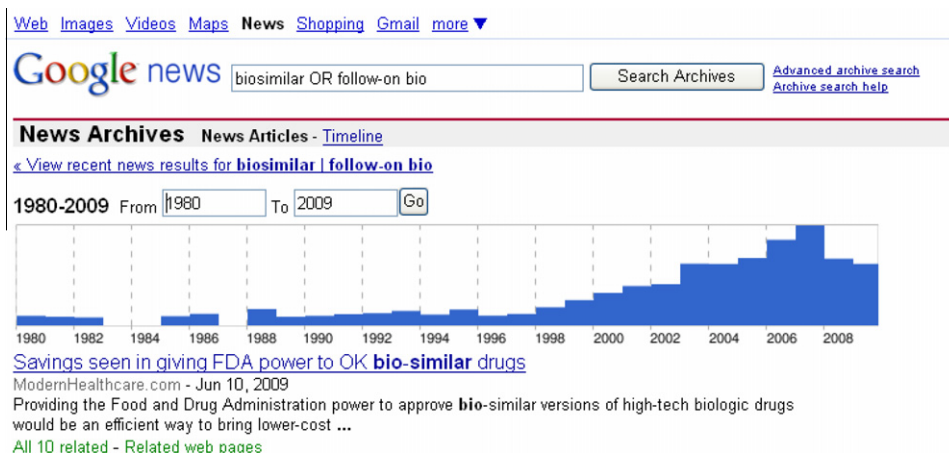 Web Images Videos Maps News Shopping Gmail more ▼
Google news biosimilar OR follow-on bio Search Archives Advanced archive search
Archive search help
News Archives News Articles - Timeline
« View recent news results for biosimilar | follow-on bio
1980-2009 From 1980 To 2009 Go
1980 1982 1984 1986 1988 1990 1992 1994 1996 1998 2000 2002 2004 2006 2008
Savings seen in giving FDA power to OK bio-similar drugs
ModernHealthcare.com - Jun 10, 2009
Providing the Food and Drug Administration power to approve bio-similar versions of high-tech biologic drugs
would be an efficient way to bring lower-cost ...
All 10 related - Related web pages